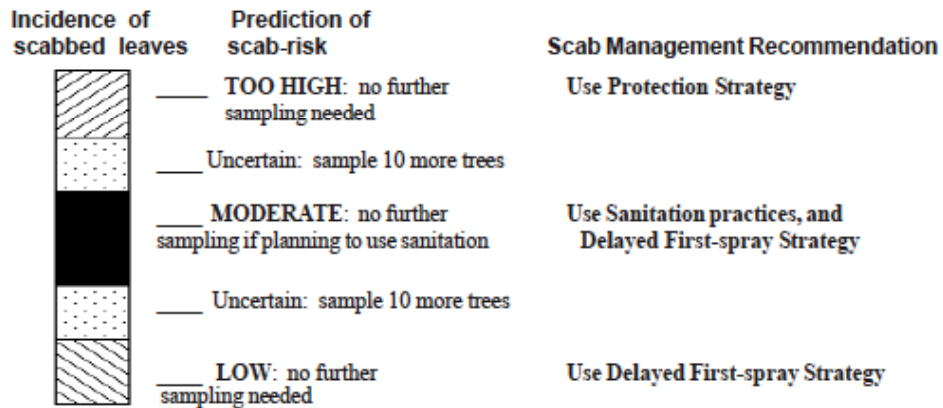 Incidence of scabbed leaves
Prediction of scab-risk
Scab Management Recommendation
____ TOO HIGH: no further
sampling needed
Use Protection Strategy
____ Uncertain: sample 10 more trees
____ MODERATE: no further
sampling if planning to use sanitation
Use Sanitation practices, and
Delayed First-spray Strategy
____ Uncertain: sample 10 more trees
____ LOW: no further
sampling needed
Use Delayed First-spray Strategy